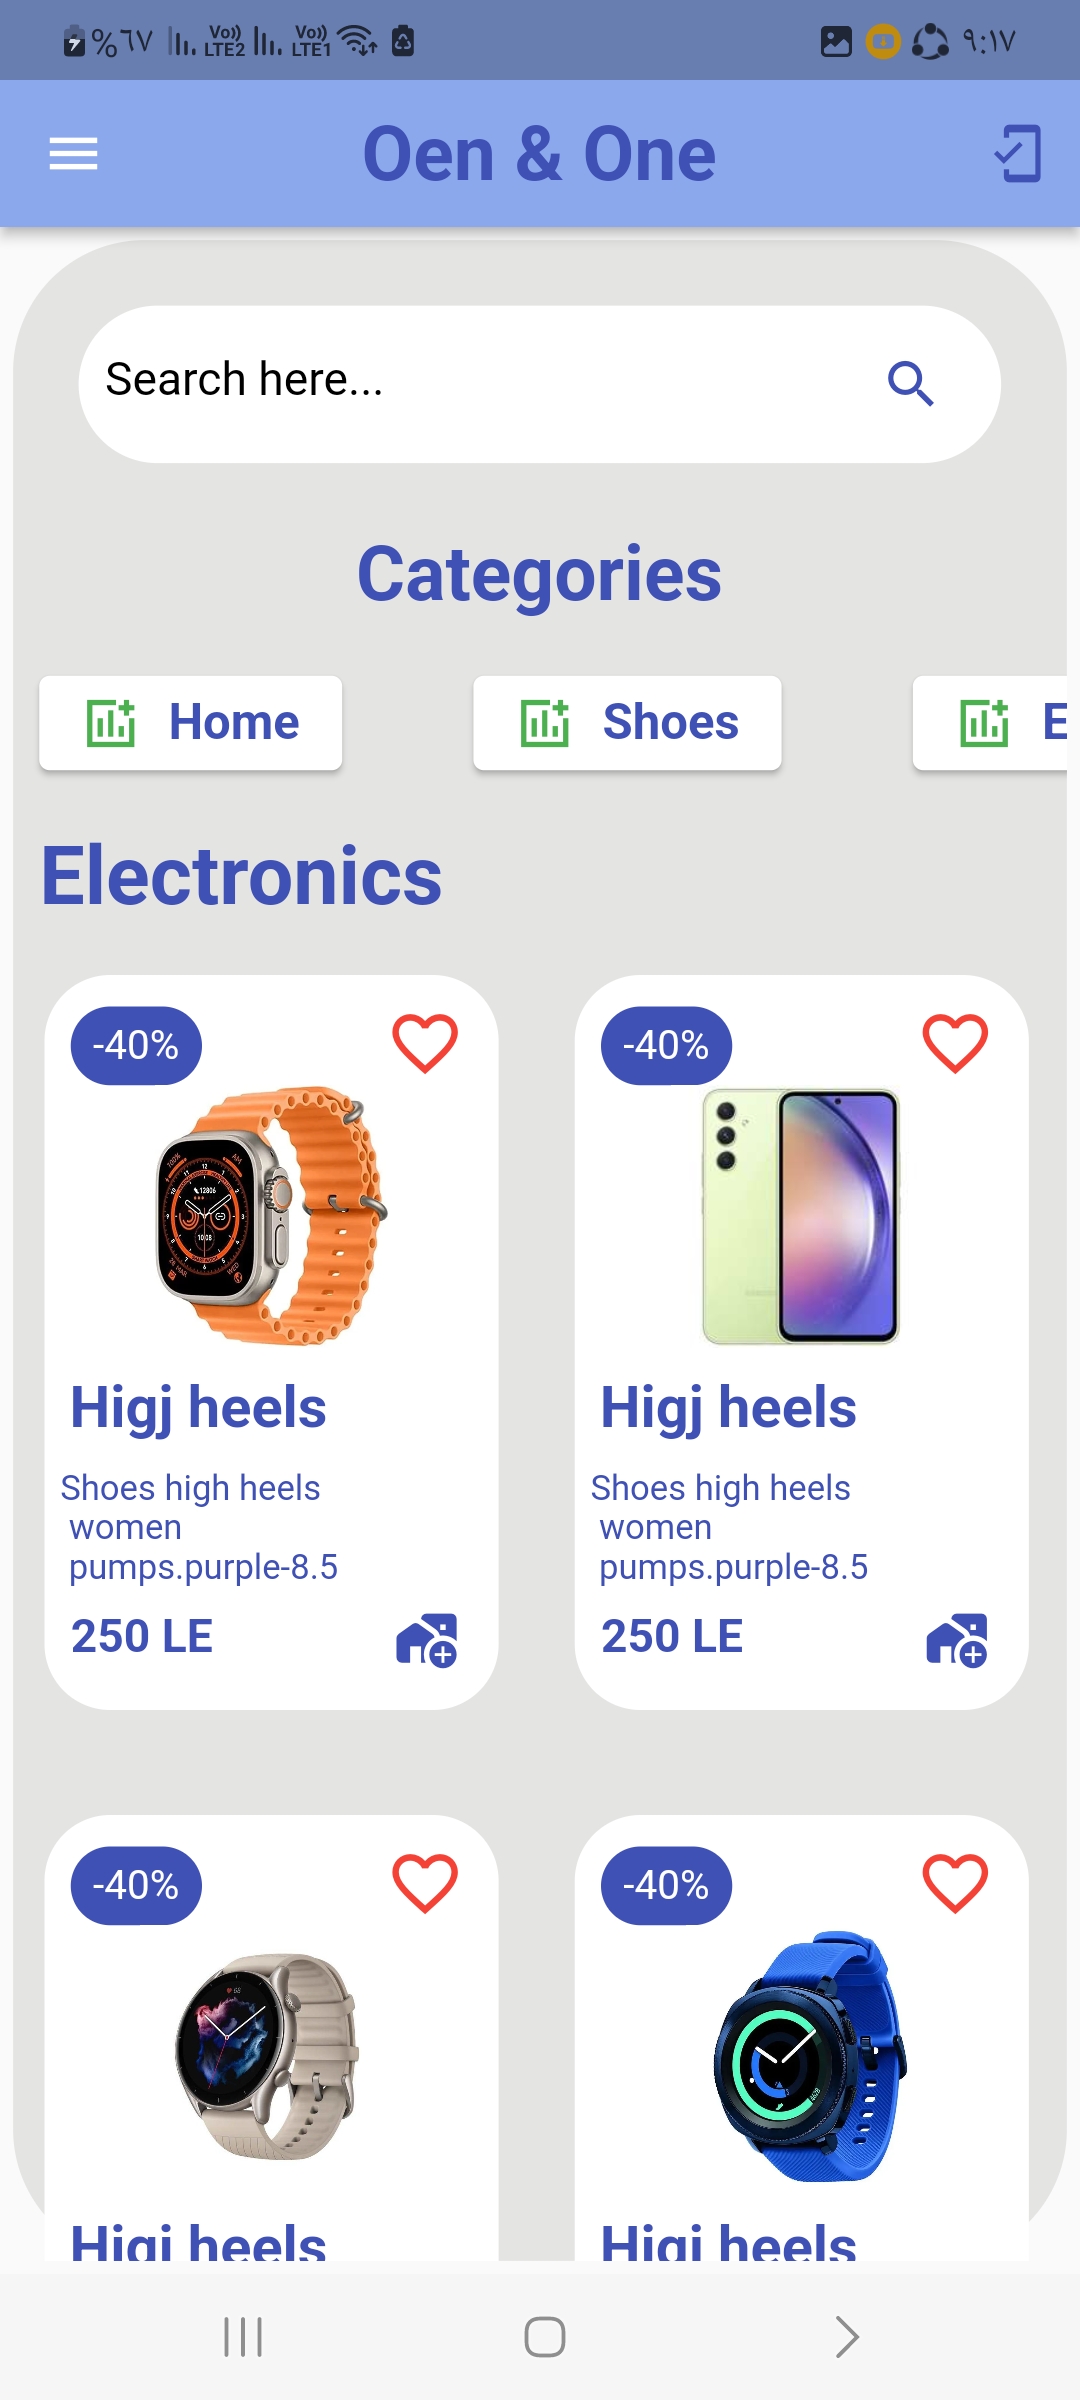 %٦٧ Vo)) LTE2 Vo)) LTE1 ٩:١٧
Oen & One
Search here...
Categories
Home Shoes E
Electronics
-40% -40%
Higj heels Higj heels
Shoes high heels Shoes high heels
women women
pumps.purple-8.5 pumps.purple-8.5
250 LE 250 LE
-40% -40%
Higj heels Higj heels